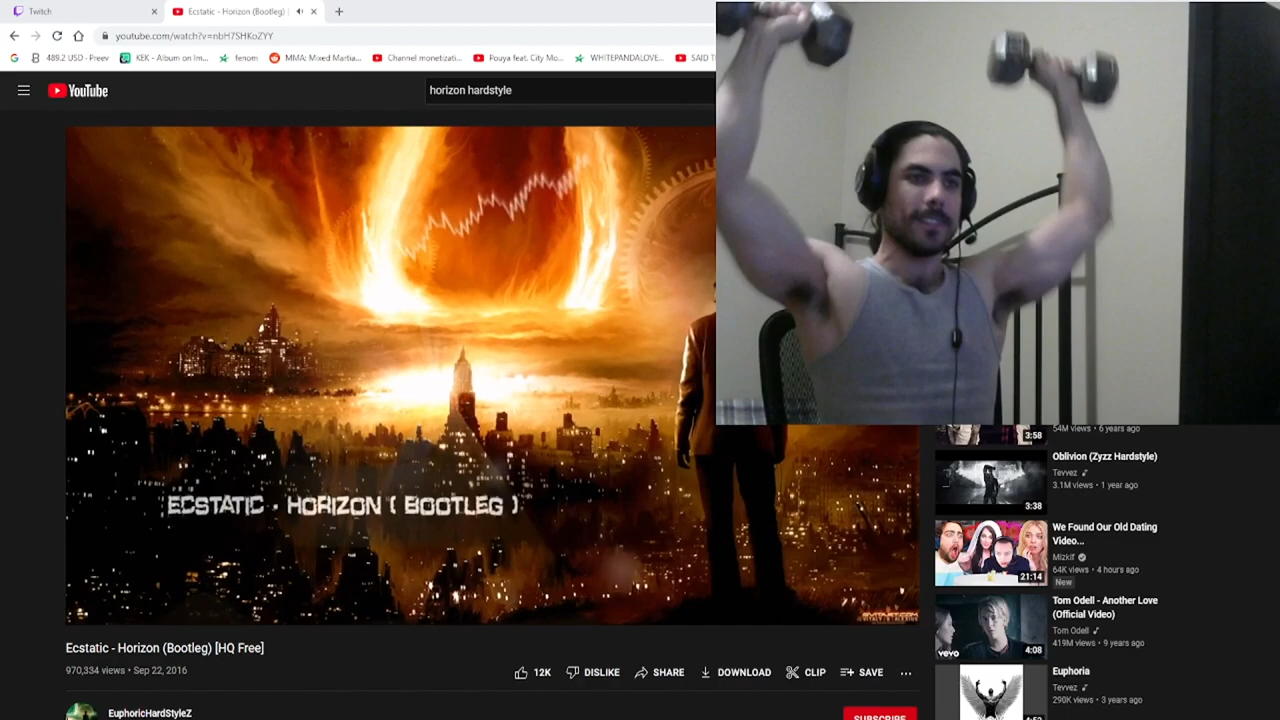 Twitch
Ecstatic - Horizon (Bootleg)
youtube.com/watch?v=nbH7SHKoZYY
489.2 USD - Preev
KEK - Album on Im...
fenom
MMA: Mixed Martia...
Channel monetizati...
Pouya feat. City Mo...
WHITEPANDALOVE...
SAID T
YouTube
horizon hardstyle
ECSTATIC - HORIZON ( BOOTLEG )
54M views • 6 years ago
3:58
Oblivion (Zyzz Hardstyle)
Tevvez
3.1M views • 1 year ago
3:38
We Found Our Old Dating
Video...
Mizkif
64K views • 4 hours ago
New
21:14
Tom Odell - Another Love
(Official Video)
Tom Odell
419M views • 9 years ago
vevo
4:08
Euphoria
Tevvez
290K views • 3 years ago
Ecstatic - Horizon (Bootleg) [HQ Free]
970,334 views • Sep 22, 2016
12K
DISLIKE
SHARE
DOWNLOAD
CLIP
SAVE
EuphoricHardStyleZ
SUBSCRIBE